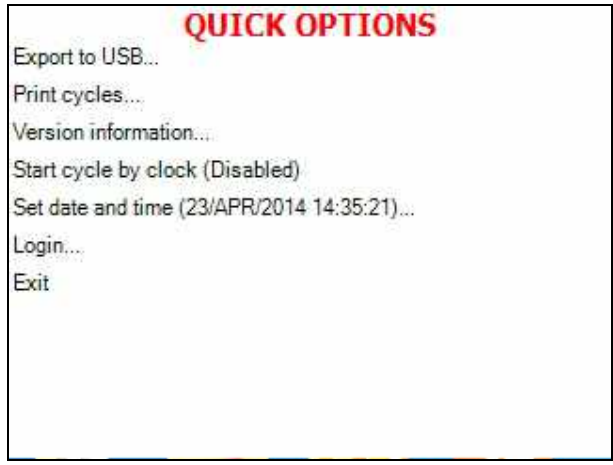 QUICK OPTIONS
Export to USB...
Print cycles...
Version information...
Start cycle by clock (Disabled)
Set date and time (23/APR/2014 14:35:21)...
Login...
Exit